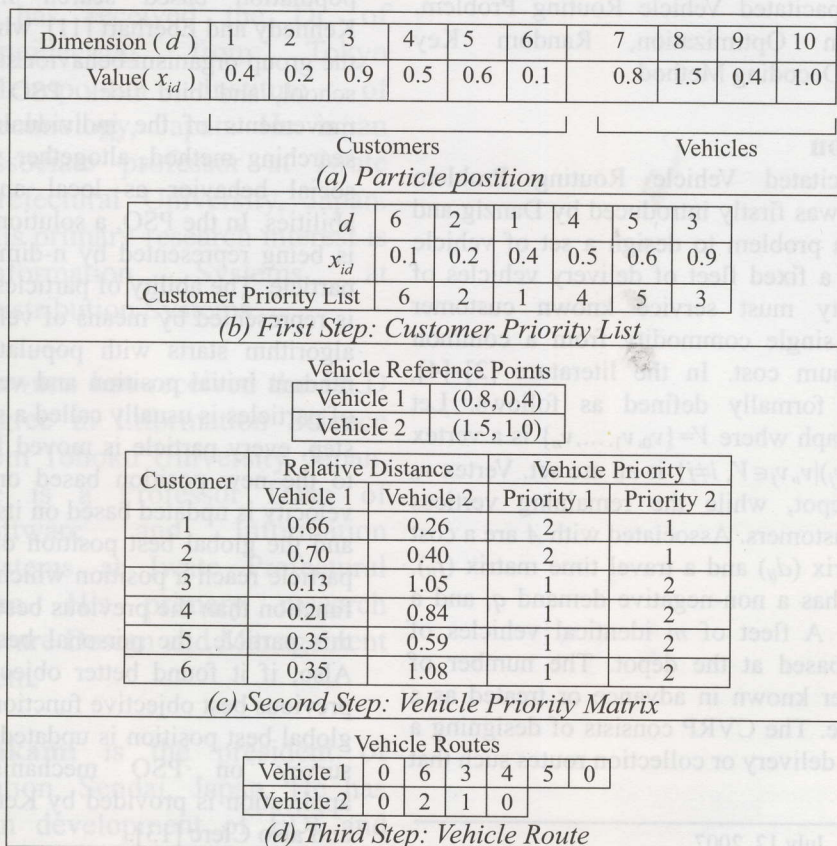 Dimension ( d ) 1 2 3 4 5 6 7 8 9 10
Value( x_id ) 0.4 0.2 0.9 0.5 0.6 0.1 0.8 1.5 0.4 1.0
Customers Vehicles
(a) Particle position
d 6 2 1 4 5 3
x_id 0.1 0.2 0.4 0.5 0.6 0.9
Customer Priority List 6 2 1 4 5 3
(b) First Step: Customer Priority List
Vehicle Reference Points
Vehicle 1 (0.8, 0.4)
Vehicle 2 (1.5, 1.0)
Customer Relative Distance Vehicle Priority
Vehicle 1 Vehicle 2 Priority 1 Priority 2
1 0.66 0.26 2 1
2 0.70 0.40 2 1
3 0.13 1.05 1 2
4 0.21 0.84 1 2
5 0.35 0.59 1 2
6 0.35 1.08 1 2
(c) Second Step: Vehicle Priority Matrix
Vehicle Routes
Vehicle 1 0 6 3 4 5 0
Vehicle 2 0 2 1 0
(d) Third Step: Vehicle Route